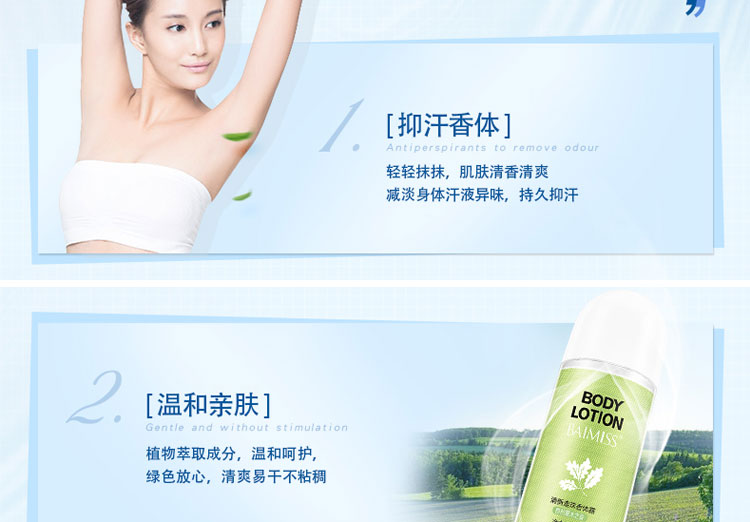 1.
[抑汗香体]
Antiperspirants to remove odour
轻轻抹抹，肌肤清香清爽
减淡身体汗液异味，持久抑汗
2.
[温和亲肤]
Gentle and without stimulation
植物萃取成分，温和呵护，
绿色放心，清爽易干不粘稠
BODY
LOTION
BAIMISS